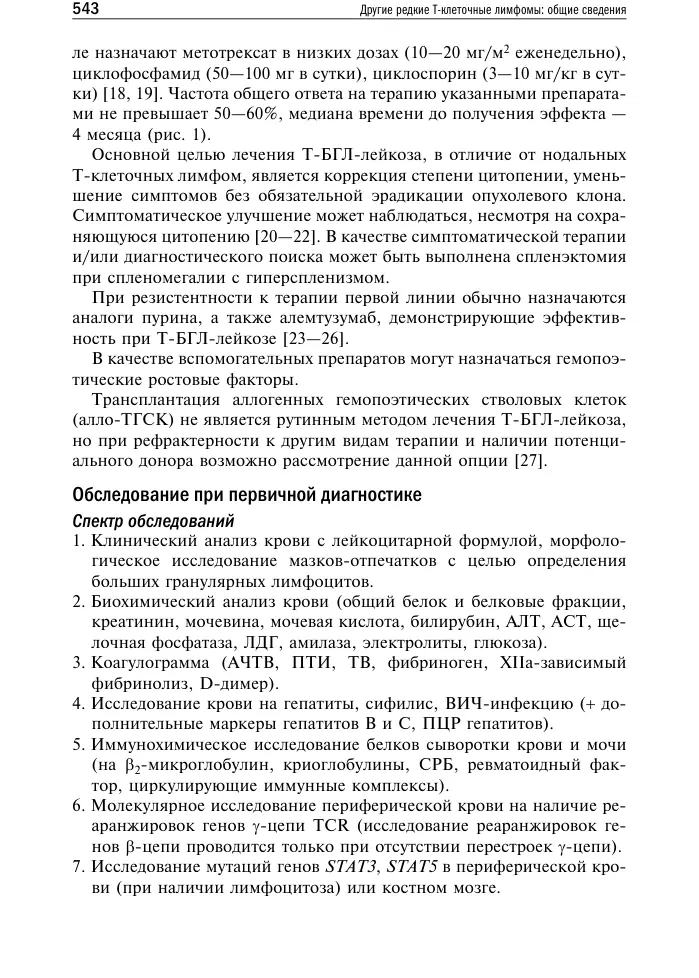 543
Другие редкие Т-клеточные лимфомы: общие сведения
ле назначают метотрексат в низких дозах (10—20 мг/м² еженедельно),
циклофосфамид (50—100 мг в сутки), циклоспорин (3—10 мг/кг в сут-
ки) [18, 19]. Частота общего ответа на терапию указанными препарата-
ми не превышает 50—60%, медиана времени до получения эффекта —
4 месяца (рис. 1).
Основной целью лечения Т-БГЛ-лейкоза, в отличие от нодальных
Т-клеточных лимфом, является коррекция степени цитопении, умень-
шение симптомов без обязательной эрадикации опухолевого клона.
Симптоматическое улучшение может наблюдаться, несмотря на сохра-
няющуюся цитопению [20—22]. В качестве симптоматической терапии
и/или диагностического поиска может быть выполнена спленэктомия
при спленомегалии с гиперспленизмом.
При резистентности к терапии первой линии обычно назначаются
аналоги пурина, а также алемтузумаб, демонстрирующие эффектив-
ность при Т-БГЛ-лейкозе [23—26].
В качестве вспомогательных препаратов могут назначаться гемопоэ-
тические ростовые факторы.
Трансплантация аллогенных гемопоэтических стволовых клеток
(алло-ТГСК) не является рутинным методом лечения Т-БГЛ-лейкоза,
но при рефрактерности к другим видам терапии и наличии потенци-
ального донора возможно рассмотрение данной опции [27].
Обследование при первичной диагностике
Спектр обследований
1. Клинический анализ крови с лейкоцитарной формулой, морфоло-
гическое исследование мазков-отпечатков с целью определения
больших гранулярных лимфоцитов.
2. Биохимический анализ крови (общий белок и белковые фракции,
креатинин, мочевина, мочевая кислота, билирубин, АЛТ, АСТ, ще-
лочная фосфатаза, ЛДГ, амилаза, электролиты, глюкоза).
3. Коагулограмма (АЧТВ, ПТИ, ТВ, фибриноген, XIIа-зависимый
фибринолиз, D-димер).
4. Исследование крови на гепатиты, сифилис, ВИЧ-инфекцию (+ до-
полнительные маркеры гепатитов В и С, ПЦР гепатитов).
5. Иммунохимическое исследование белков сыворотки крови и мочи
(на β₂-микроглобулин, криоглобулины, СРБ, ревматоидный фак-
тор, циркулирующие иммунные комплексы).
6. Молекулярное исследование периферической крови на наличие ре-
аранжировок генов γ-цепи TCR (исследование реаранжировок ге-
нов β-цепи проводится только при отсутствии перестроек γ-цепи).
7. Исследование мутаций генов STAT3, STAT5 в периферической кро-
ви (при наличии лимфоцитоза) или костном мозге.